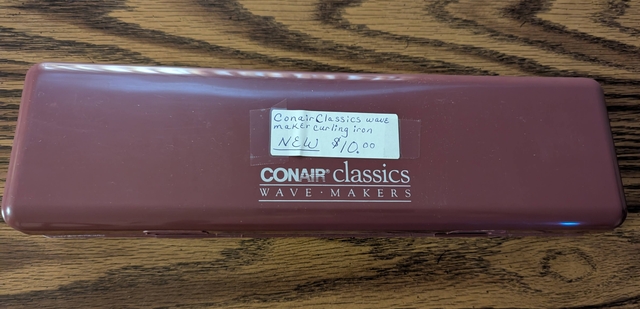 Conair Classics wave
maker curling iron
NEW $10.00
CONAIR® classics
WAVE · MAKERS